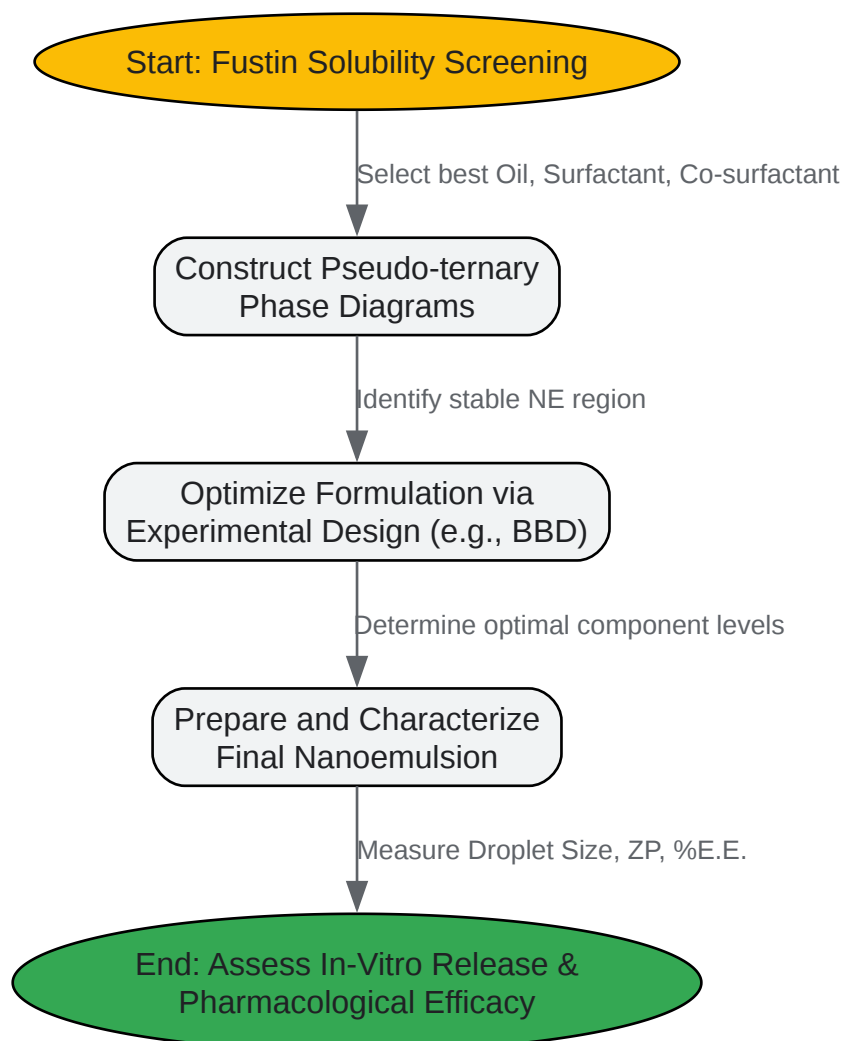 Start: Fustin Solubility Screening
Select best Oil, Surfactant, Co-surfactant
Construct Pseudo-ternary
Phase Diagrams
Identify stable NE region
Optimize Formulation via
Experimental Design (e.g., BBD)
Determine optimal component levels
Prepare and Characterize
Final Nanoemulsion
Measure Droplet Size, ZP, %E.E.
End: Assess In-Vitro Release &
Pharmacological Efficacy